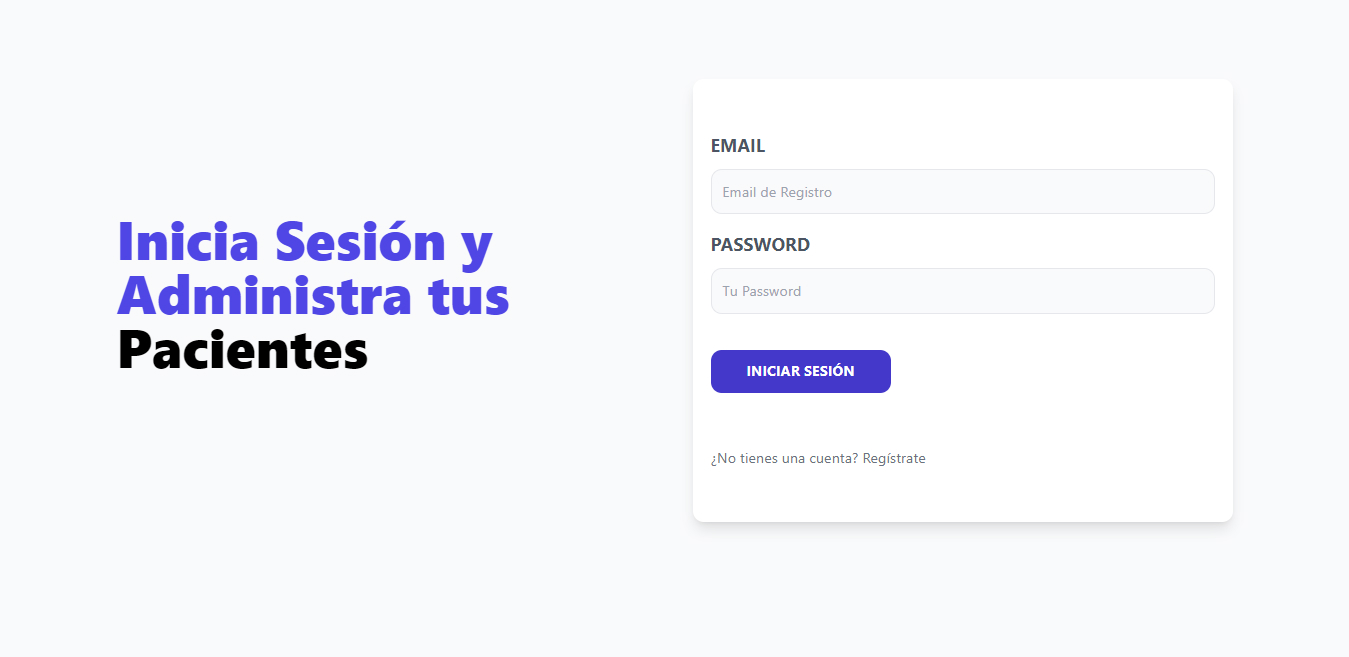 Inicia Sesión y
Administra tus
Pacientes
EMAIL
Email de Registro
PASSWORD
Tu Password
INICIAR SESIÓN
¿No tienes una cuenta? Regístrate